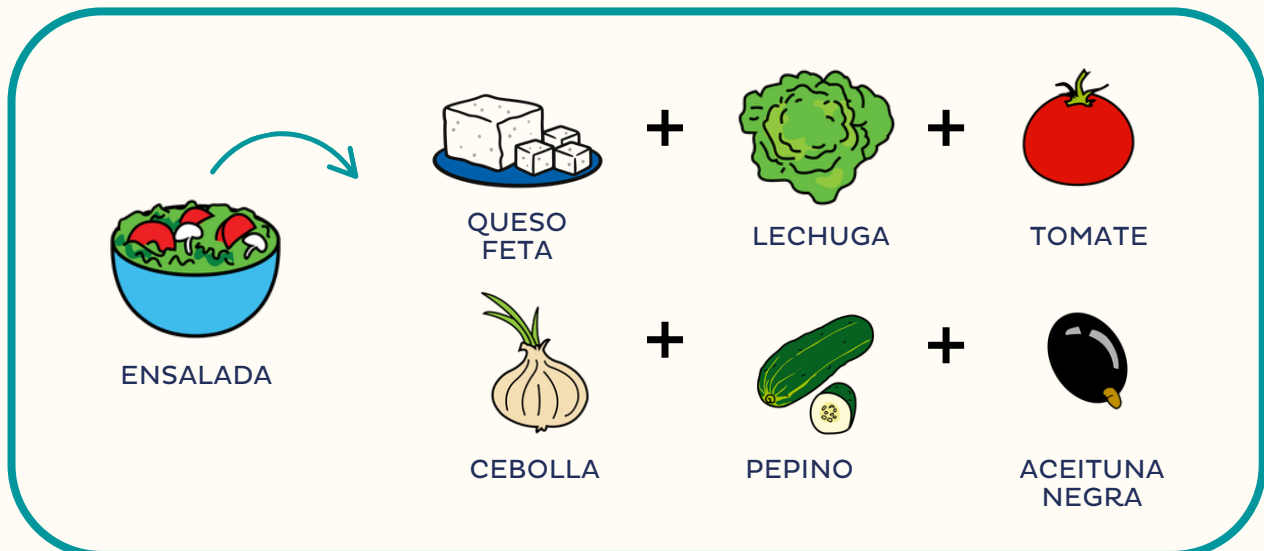 ENSALADA
QUESO
FETA
+
LECHUGA
+
TOMATE
CEBOLLA
+
PEPINO
+
ACEITUNA
NEGRA